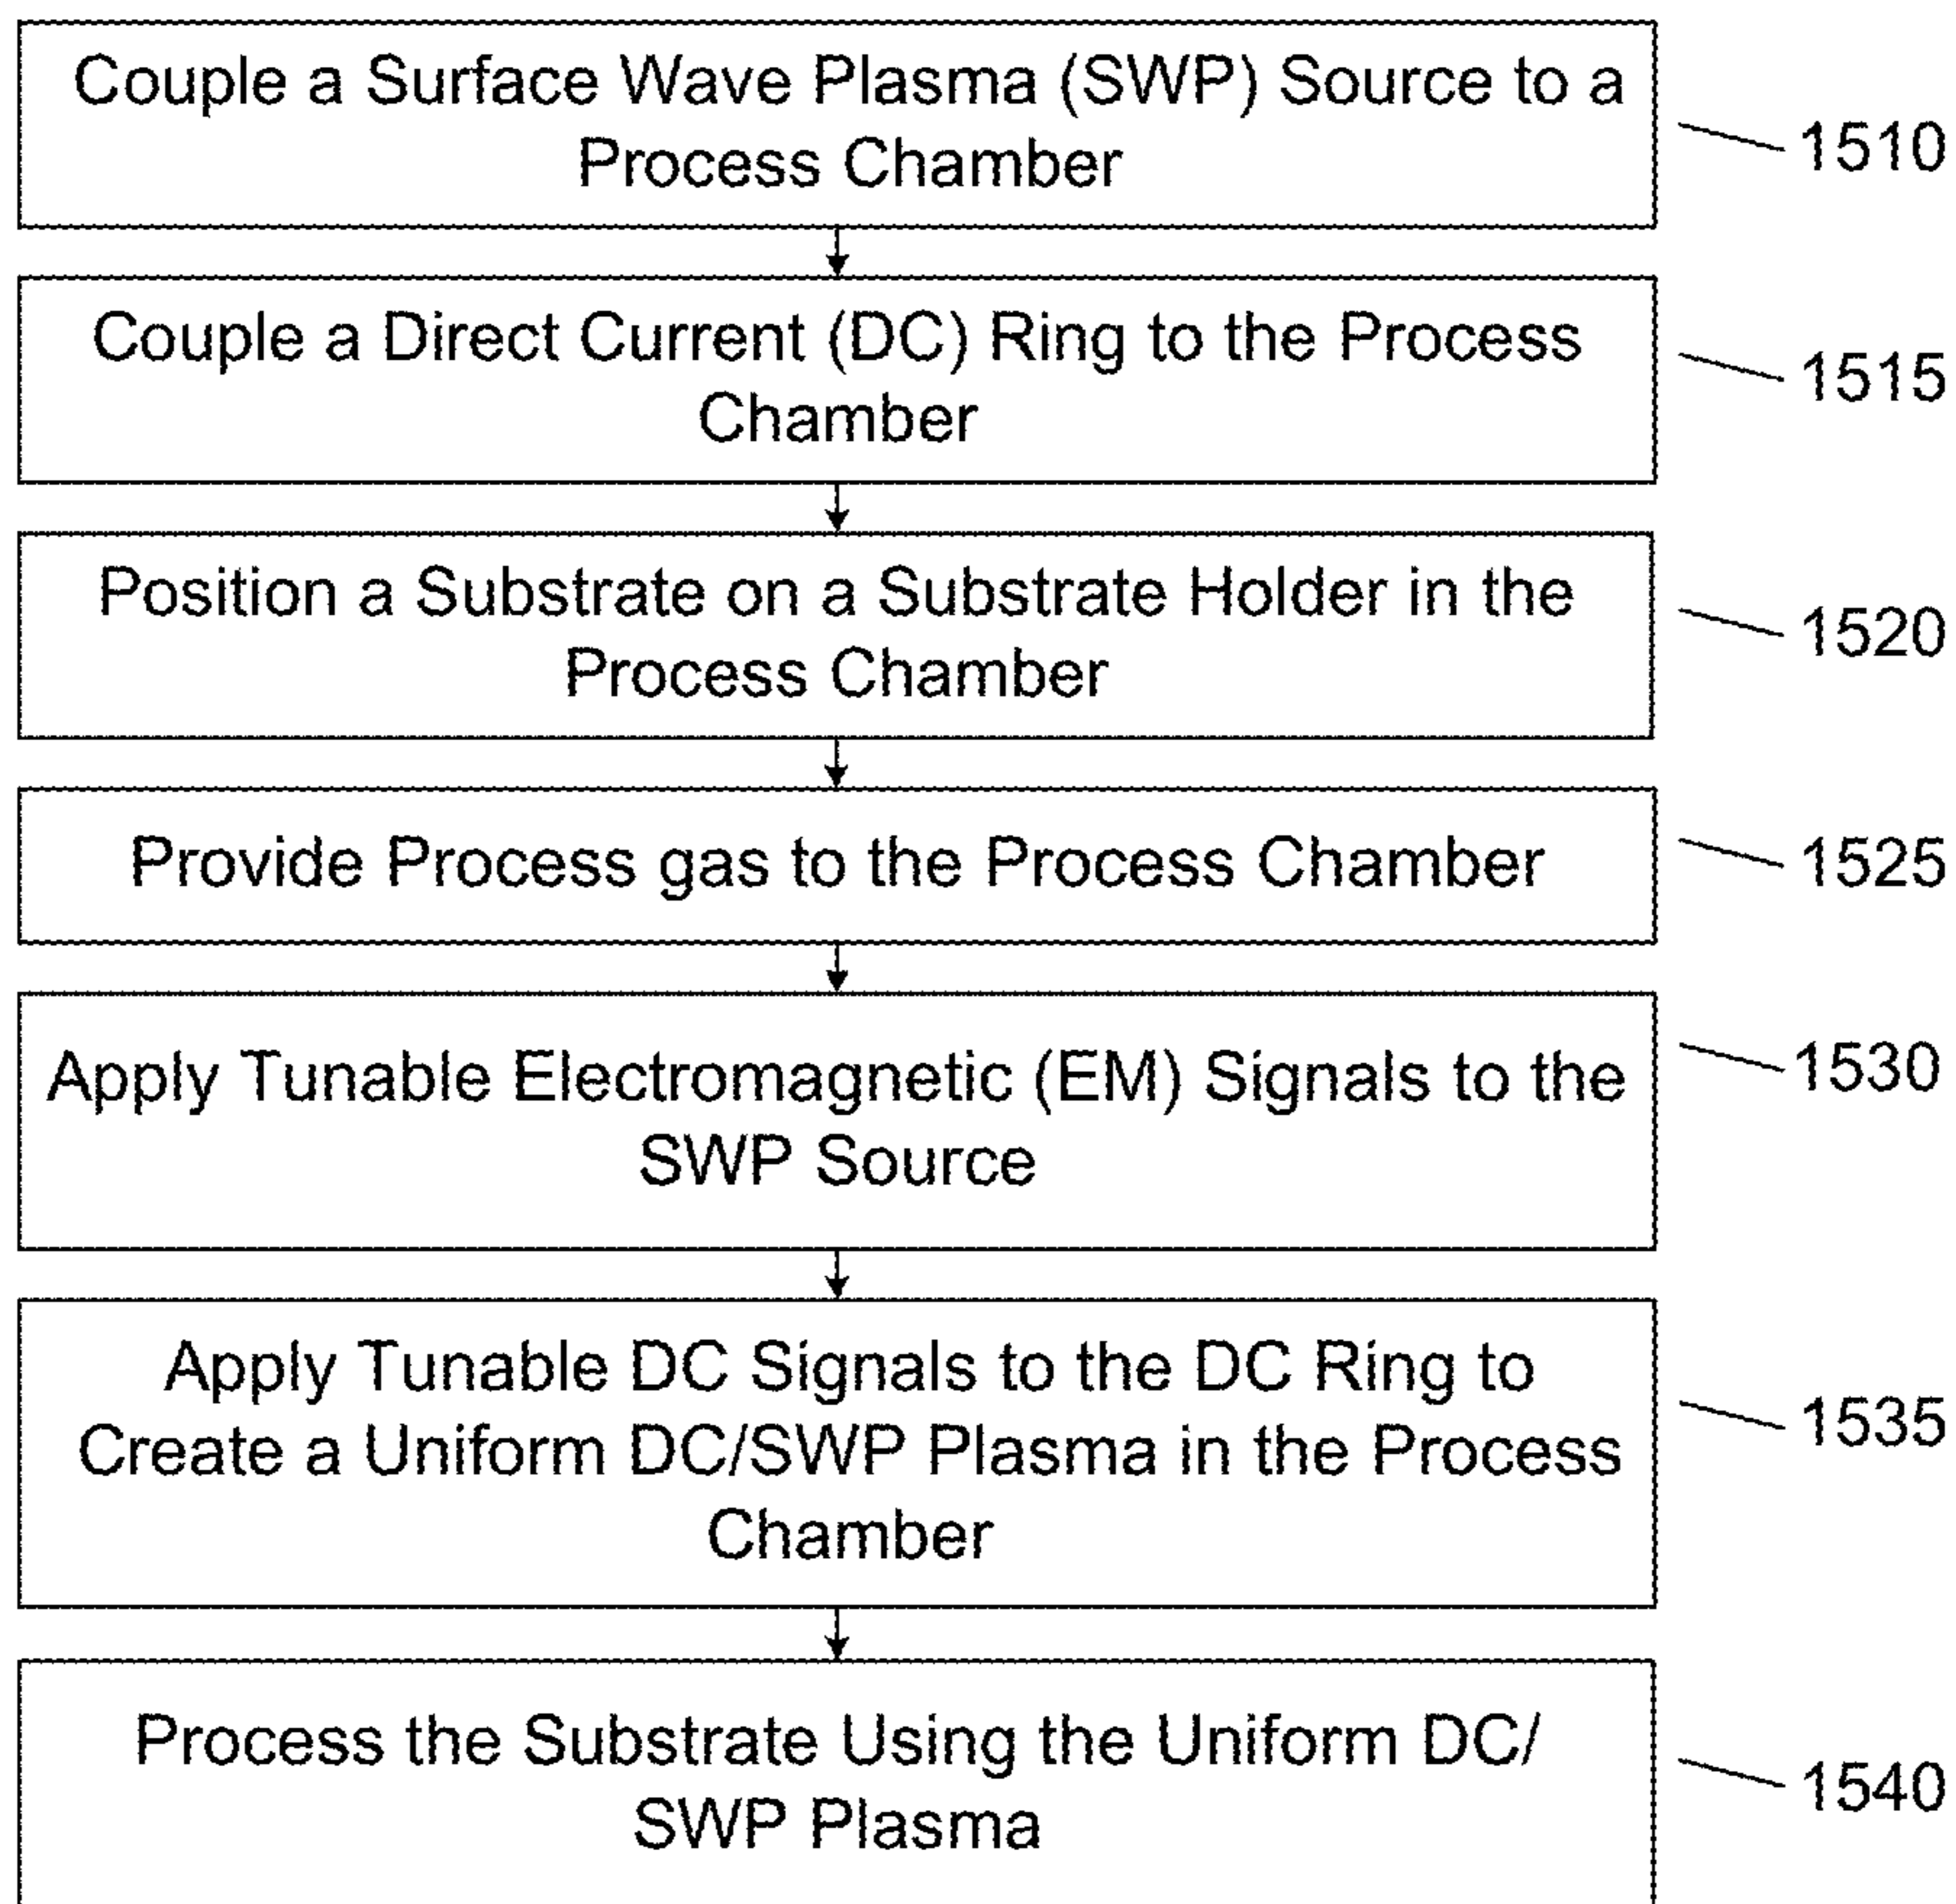 Couple a Surface Wave Plasma (SWP) Source to a
Process Chamber
1510
Couple a Direct Current (DC) Ring to the Process
Chamber
1515
Position a Substrate on a Substrate Holder in the
Process Chamber
1520
Provide Process gas to the Process Chamber
1525
Apply Tunable Electromagnetic (EM) Signals to the
SWP Source
1530
Apply Tunable DC Signals to the DC Ring to
Create a Uniform DC/SWP Plasma in the Process
Chamber
1535
Process the Substrate Using the Uniform DC/
SWP Plasma
1540